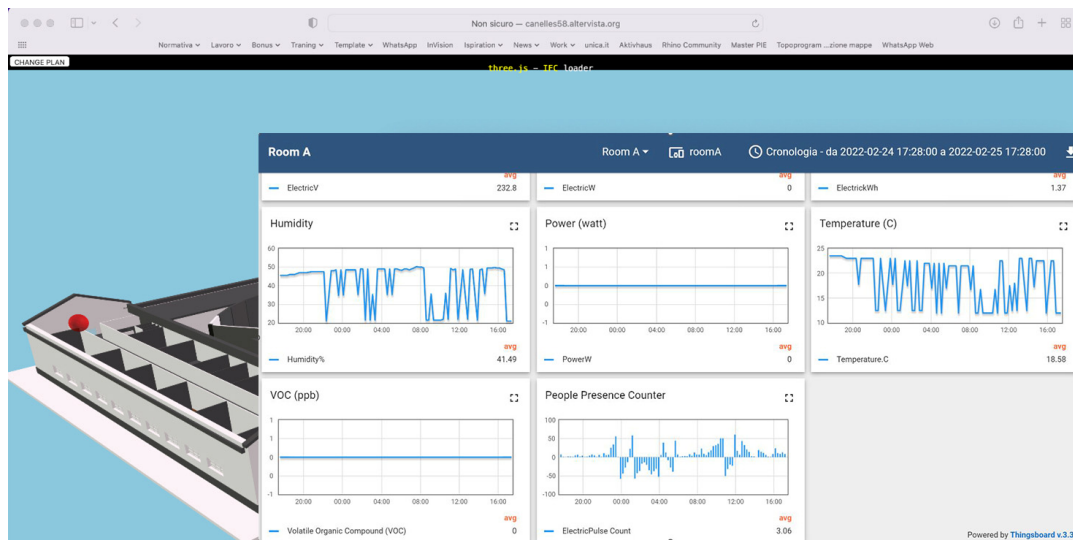 Non sicuro — canelles58.altervista.org
Normativa Lavoro Bonus Traning Template WhatsApp InVision Ispiration News Work unica.it Aktivhaus Rhino Community Master PIE Topoprogram ...zione mappe WhatsApp Web
CHANGE PLAN
three.js - IFC loader
Room A Room A roomA Cronologia - da 2022-02-24 17:28:00 a 2022-02-25 17:28:00
avg avg avg
ElectricV 232.8 ElectricW 0 ElectrickWh 1.37
Humidity
60
50
40
30
20
20:00 00:00 04:00 08:00 12:00 16:00
avg
Humidity% 41.49
Power (watt)
1
1
0
0
-1
20:00 00:00 04:00 08:00 12:00 16:00
avg
PowerW 0
Temperature (C)
25
20
15
10
20:00 00:00 04:00 08:00 12:00 16:00
avg
Temperature.C 18.58
VOC (ppb)
1
1
0
0
-1
20:00 00:00 04:00 08:00 12:00 16:00
avg
Volatile Organic Compound (VOC) 0
People Presence Counter
100
50
0
-50
-100
20:00 00:00 04:00 08:00 12:00 16:00
avg
ElectricPulse Count 3.06
Powered by Thingsboard v.3.3